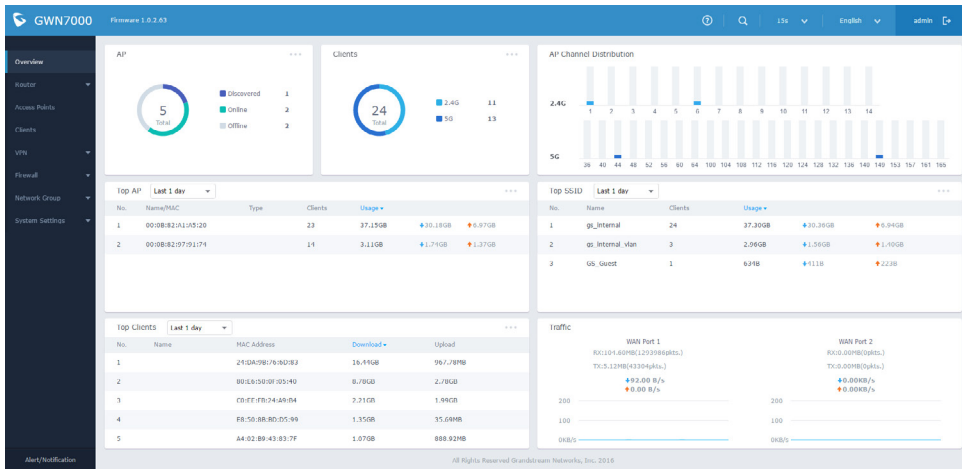 GWN7000 Firmware 1.0.2.63 15s English admin
Overview
Router
Access Points
Clients
VPN
Firewall
Network Group
System Settings
Alert/Notification
AP
5
Total
Discovered 1
Online 2
Offline 3
Clients
24
Total
2.4G 11
5G 13
AP Channel Distribution
2.4G
1 2 3 4 5 6 7 8 9 10 11 12 13 14
5G
36 40 44 48 52 56 60 64 100 104 108 112 116 120 124 128 132 136 140 149 153 157 161 165
Top AP Last 1 day
No. Name/MAC Type Clients Usage
1 00:0B:82:A1:A5:20 23 37.15GB 30.18GB 6.97GB
2 00:0B:82:97:91:74 14 3.11GB 1.74GB 1.37GB
Top SSID Last 1 day
No. Name Clients Usage
1 gs_internal 24 37.30GB 30.36GB 6.94GB
2 gs_internal_vlan 3 2.96GB 1.56GB 1.40GB
3 GS_Guest 1 634B 411B 223B
Top Clients Last 1 day
No. Name MAC Address Download Upload
1 24:DA:9B:76:6D:83 16.44GB 967.78MB
2 80:E6:50:0F:05:40 8.78GB 2.78GB
3 C0:EE:FB:24:A9:B4 2.21GB 1.99GB
4 E8:50:8B:BD:D5:99 1.35GB 35.69MB
5 A4:02:B9:43:83:7F 1.07GB 888.92MB
Traffic
WAN Port 1
RX:104.60MB(1293986pkts.)
TX:5.12MB(43304pkts.)
92.00 B/s
0.00 B/s
200
100
0KB/s
WAN Port 2
RX:0.00MB(0pkts.)
TX:0.00MB(0pkts.)
0.00KB/s
0.00KB/s
200
100
0KB/s
All Rights Reserved Grandstream Networks, Inc. 2016